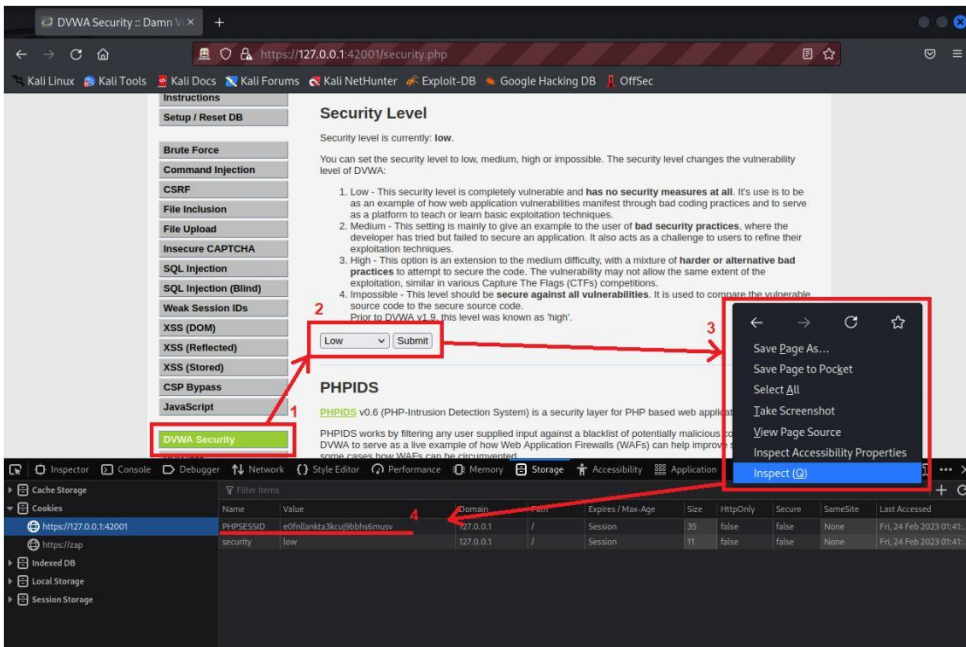 DVWA Security :: Damn Vu × +
https://127.0.0.1:42001/security.php
Kali Linux Kali Tools Kali Docs Kali Forums Kali NetHunter Exploit-DB Google Hacking DB OffSec
Instructions
Setup / Reset DB
Brute Force
Command Injection
CSRF
File Inclusion
File Upload
Insecure CAPTCHA
SQL Injection
SQL Injection (Blind)
Weak Session IDs
XSS (DOM)
XSS (Reflected)
XSS (Stored)
CSP Bypass
JavaScript
1
DVWA Security
Security Level
Security level is currently: low.
You can set the security level to low, medium, high or impossible. The security level changes the vulnerability
level of DVWA:
1. Low - This security level is completely vulnerable and has no security measures at all. It's use is to be
as an example of how web application vulnerabilities manifest through bad coding practices and to serve
as a platform to teach or learn basic exploitation techniques.
2. Medium - This setting is mainly to give an example to the user of bad security practices, where the
developer has tried but failed to secure an application. It also acts as a challenge to users to refine their
exploitation techniques.
3. High - This option is an extension to the medium difficulty, with a mixture of harder or alternative bad
practices to attempt to secure the code. The vulnerability may not allow the same extent of the
exploitation, similar in various Capture The Flags (CTFs) competitions.
4. Impossible - This level should be secure against all vulnerabilities. It is used to compare the vulnerable
source code to the secure source code.
Prior to DVWA v1.9, this level was known as 'high'.
2
Low Submit
PHPIDS
PHPIDS v0.6 (PHP-Intrusion Detection System) is a security layer for PHP based web applicat
PHPIDS works by filtering any user supplied input against a blacklist of potentially malicious co
DVWA to serve as a live example of how Web Application Firewalls (WAFs) can help improve s
some cases how WAFs can be circumvented.
3
Save Page As...
Save Page to Pocket
Select All
Take Screenshot
View Page Source
Inspect Accessibility Properties
Inspect (Q)
Inspector Console Debugger Network Style Editor Performance Memory Storage Accessibility Application
Cache Storage
Cookies
https://127.0.0.1:42001
https://zap
Indexed DB
Local Storage
Session Storage
Filter Items
4
Name Value Domain Path Expires / Max-Age Size HttpOnly Secure SameSite Last Accessed
PHPSESSID e0fnllankta3kcuj9bbhs6musv 127.0.0.1 / Session 35 false false None Fri, 24 Feb 2023 01:41:...
security low 127.0.0.1 / Session 11 false false None Fri, 24 Feb 2023 01:41:...